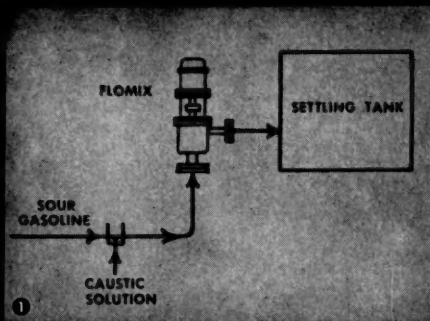 FLOMIX
SETTLING TANK
SOUR
GASOLINE
CAUSTIC
SOLUTION
1